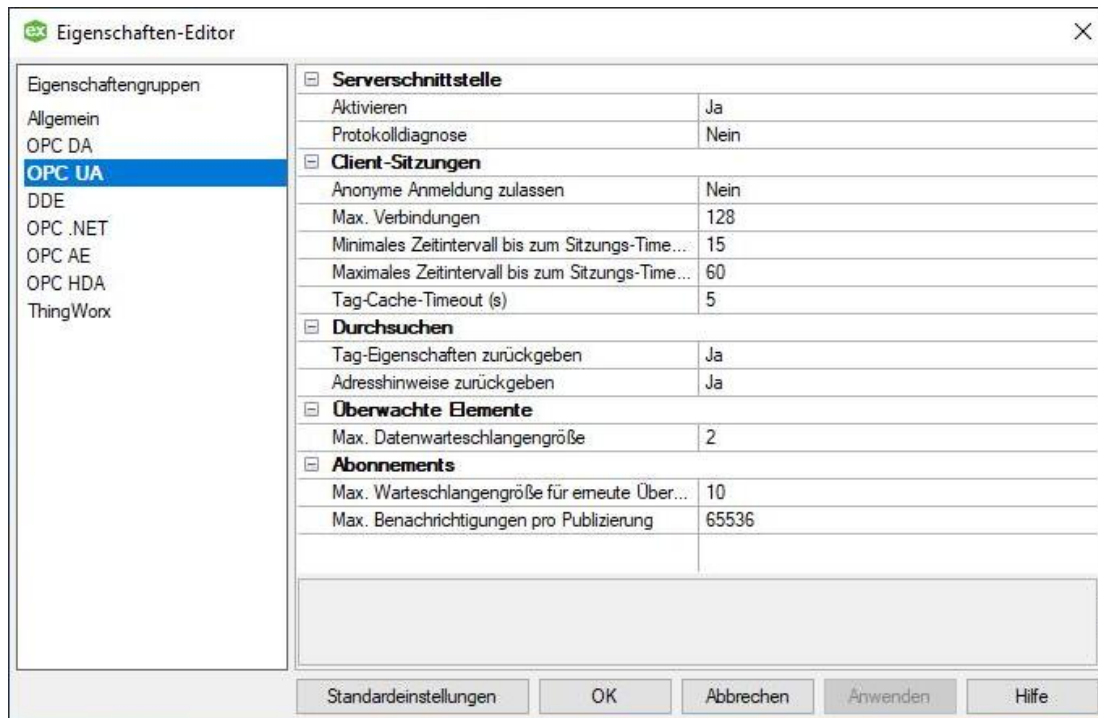 ex Eigenschaften-Editor
Eigenschaftengruppen
Allgemein
OPC DA
OPC UA
DDE
OPC .NET
OPC AE
OPC HDA
ThingWorx
Serverschnittstelle
Aktivieren Ja
Protokolldiagnose Nein
Client-Sitzungen
Anonyme Anmeldung zulassen Nein
Max. Verbindungen 128
Minimales Zeitintervall bis zum Sitzungs-Time... 15
Maximales Zeitintervall bis zum Sitzungs-Time... 60
Tag-Cache-Timeout (s) 5
Durchsuchen
Tag-Eigenschaften zurückgeben Ja
Adresshinweise zurückgeben Ja
Überwachte Elemente
Max. Datenwarteschlangengröße 2
Abonnements
Max. Warteschlangengröße für erneute Über... 10
Max. Benachrichtigungen pro Publizierung 65536
Standardeinstellungen OK Abbrechen Anwenden Hilfe